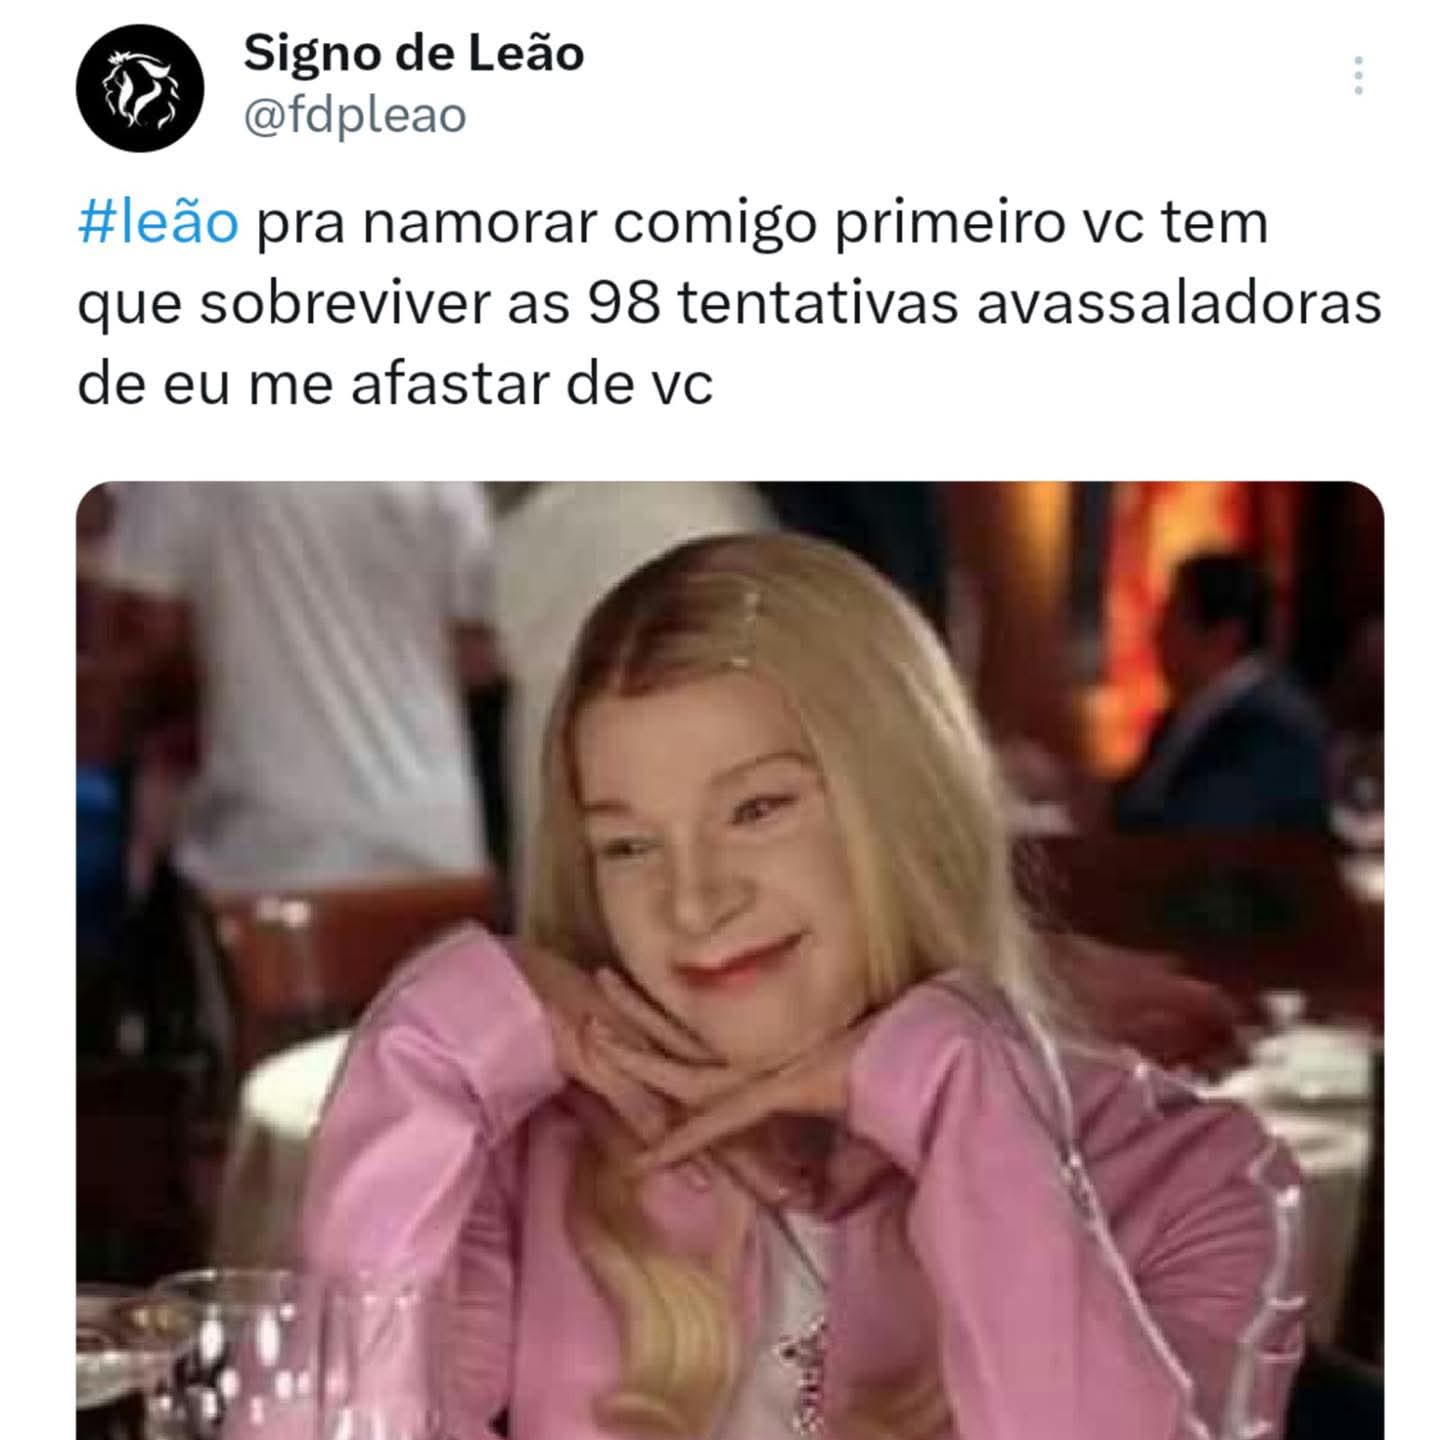 Signo de Leão
@fdpleao
#leão pra namorar comigo primeiro vc tem
que sobreviver as 98 tentativas avassaladoras
de eu me afastar de vc